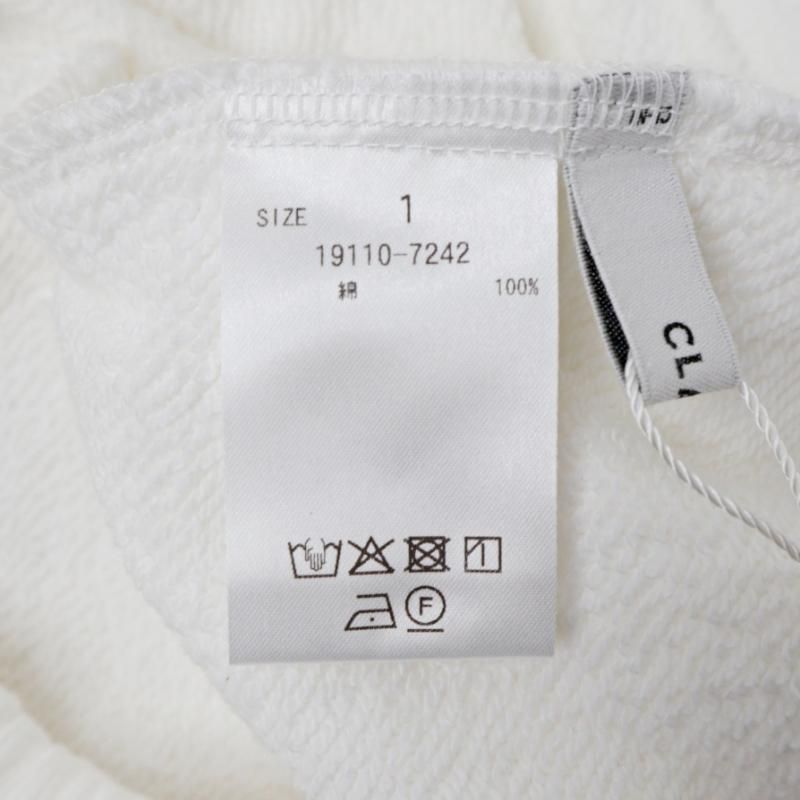 SIZE 1
19110-7242
綿 100%
F
CLA